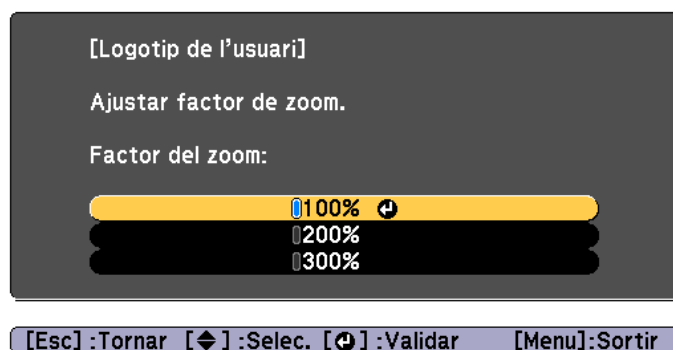 [Logotip de l'usuari]
Ajustar factor de zoom.
Factor del zoom:
100%
200%
300%
[Esc] :Tornar [◆] :Selec. [⏎] :Validar [Menu]:Sortir